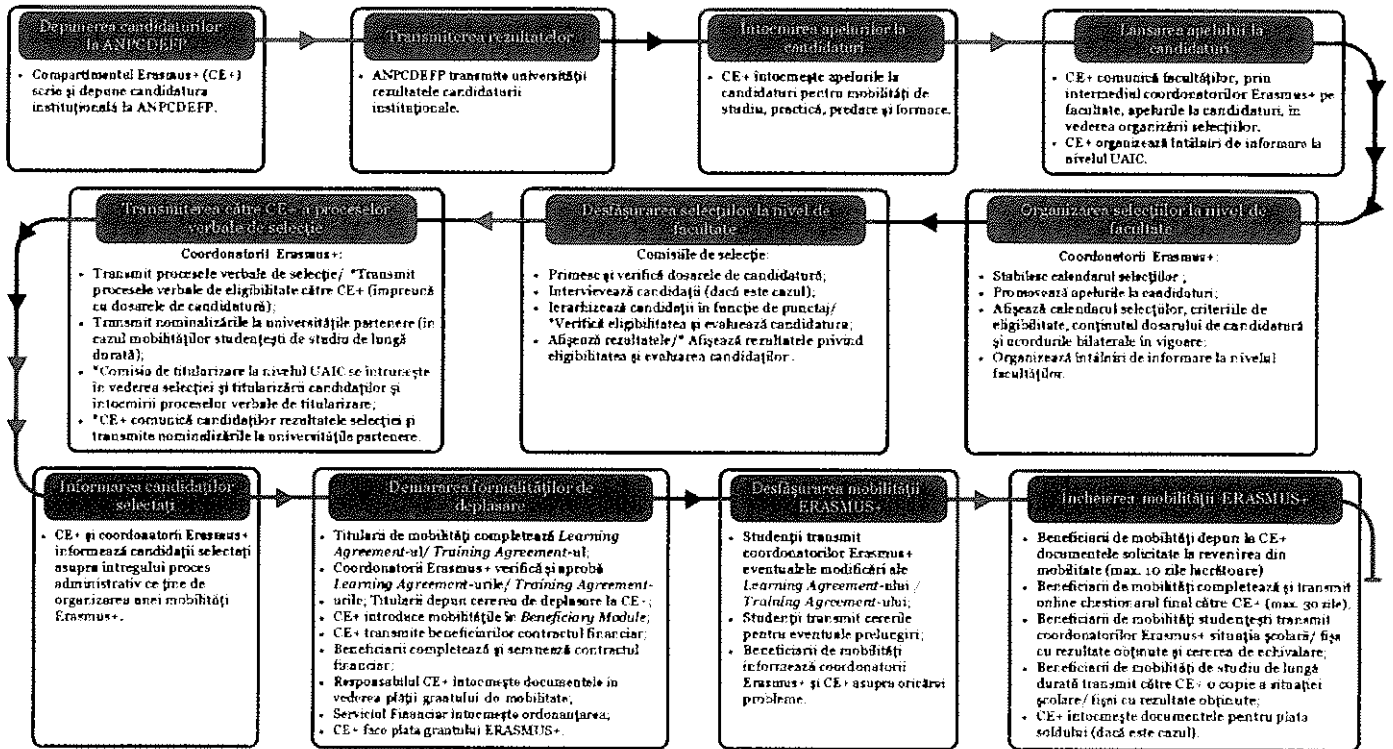 Depunerea candidaturilor
la ANPCDEFP
• Compartimentul Erasmus+ (CE+)
scrie și depune candidatura
instituțională la ANPCDEFP.
Transmiterea rezultatelor
• ANPCDEFP transmite universității
rezultatele candidaturii
instituționale.
Întocmirea apelurilor la
candidaturi
• CE+ întocmește apelurile la
candidaturi pentru mobilități de
studiu, practică, predare și formare.
Lansarea apelului la
candidaturi
• CE+ comunică facultăților, prin
intermediul coordonatorilor Erasmus+ pe
facultate, apelurile la candidaturi, în
vederea organizării selecțiilor.
• CE+ organizează întâlniri de informare la
nivelul UAIC.
Organizarea selecțiilor la nivel de
facultate
Coordonatorii Erasmus+:
• Stabilesc calendarul selecțiilor ;
• Promovează apelurile la candidaturi;
• Afișează calendarul selecțiilor, criteriile de
eligibilitate, conținutul dosarului de candidatură
și acordurile bilaterale în vigoare;
• Organizează întâlniri de informare la nivelul
facultăților.
Desfășurarea selecțiilor la nivel de
facultate
Comisiile de selecție:
• Primesc și verifică dosarele de candidatură;
• Intervievează candidații (dacă este cazul);
• Ierarhizează candidații în funcție de punctaj/
*Verifică eligibilitatea și evaluează candidatura;
• Afișează rezultatele/* Afișează rezultatele privind
eligibilitatea și evaluarea candidaților .
Transmiterea către CE+ a proceselor
verbale de selecție
Coordonatorii Erasmus+:
• Transmit procesele verbale de selecție/ *Transmit
procesele verbale de eligibilitate către CE+ (împreună
cu dosarele de candidatură);
• Transmit nominalizările la universitățile partenere (în
cazul mobilităților studențești de studiu de lungă
durată);
• *Comisia de titularizare la nivelul UAIC se întrunește
în vederea selecției și titularizării candidaților și
întocmirii proceselor verbale de titularizare;
• *CE+ comunică candidaților rezultatele selecției și
transmite nominalizările la universitățile partenere.
Informarea candidaților
selectați
• CE+ și coordonatorii Erasmus+
informează candidații selectați
asupra întregului proces
administrativ ce ține de
organizarea unei mobilități
Erasmus+.
Demararea formalităților de
deplasare
• Titularii de mobilități completează Learning
Agreement-ul/ Training Agreement-ul;
• Coordonatorii Erasmus+ verifică și aprobă
Learning Agreement-urile/ Training Agreement-
• urile; Titularii depun cererea de deplasare la CE+;
• CE+ introduce mobilitățile în Beneficiary Module;
• CE+ transmite beneficiarilor contractul financiar;
• Beneficiarii completează și semnează contractul
financiar;
• Responsabilul CE+ întocmește documentele în
vederea plății grantului de mobilitate;
• Serviciul Financiar întocmește ordonanțarea;
• CE+ face plata grantului ERASMUS+.
Desfășurarea mobilității
ERASMUS+
• Studenții transmit
coordonatorilor Erasmus+
eventualele modificări ale
Learning Agreement-ului /
Training Agreement-ului;
• Studenții transmit cererile
pentru eventuale prelungiri;
• Beneficiarii de mobilități
informează coordonatorii
Erasmus+ și CE+ asupra oricărei
probleme.
Încheierea mobilității ERASMUS+
• Beneficiarii de mobilități depun la CE+
documentele solicitate la revenirea din
mobilitate (max. 10 zile lucrătoare)
• Beneficiarii de mobilități completează și transmit
online chestionarul final către CE+ (max. 30 zile).
• Beneficiarii de mobilități studențești transmit
coordonatorilor Erasmus+ situația școlară/ fișa
cu rezultate obținute și cererea de echivalare;
• Beneficiarii de mobilități de studiu de lungă
durată transmit către CE+ o copie a situației
școlare/ fișei cu rezultate obținute;
• CE+ întocmește documentele pentru plata
soldului (dacă este cazul).